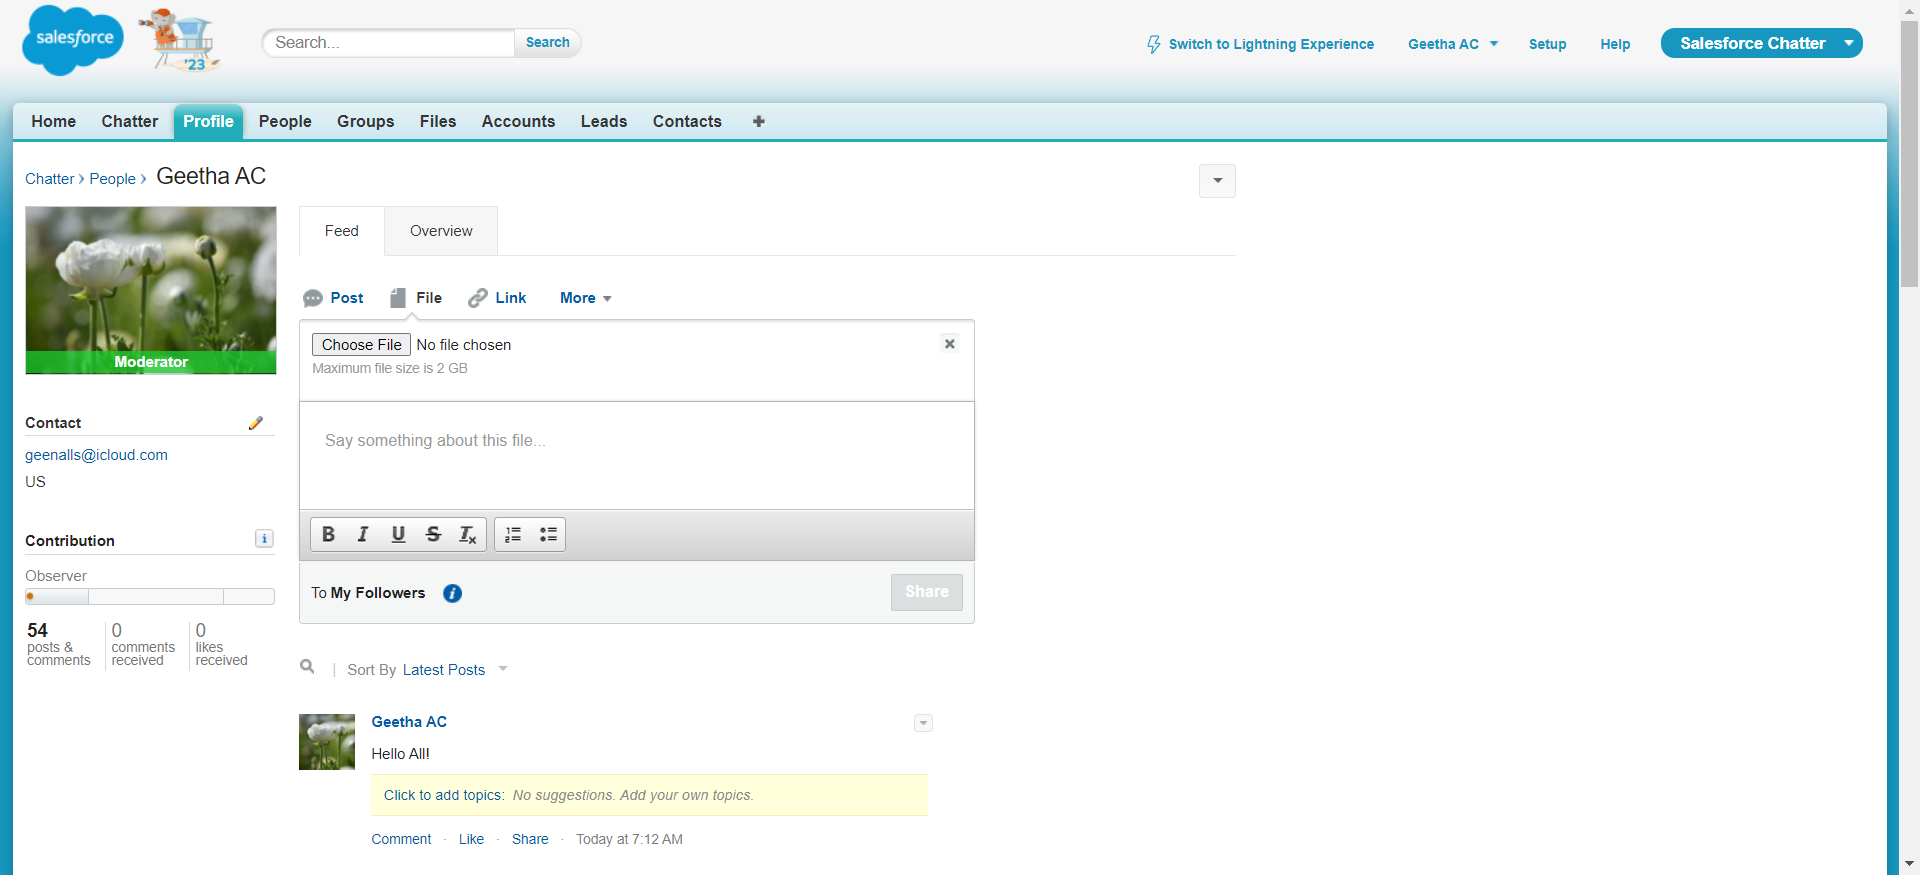 salesforce
'23
Search...
Search
Switch to Lightning Experience
Geetha AC
Setup
Help
Salesforce Chatter
Home
Chatter
Profile
People
Groups
Files
Accounts
Leads
Contacts
Chatter › People › Geetha AC
Moderator
Contact
geenalls@icloud.com
US
Contribution
Observer
54
posts &
comments
0
comments
received
0
likes
received
Feed
Overview
Post
File
Link
More
Choose File No file chosen
Maximum file size is 2 GB
Say something about this file...
B I U S Tx
To My Followers
Share
| Sort By Latest Posts
Geetha AC
Hello All!
Click to add topics: No suggestions. Add your own topics.
Comment · Like · Share · Today at 7:12 AM